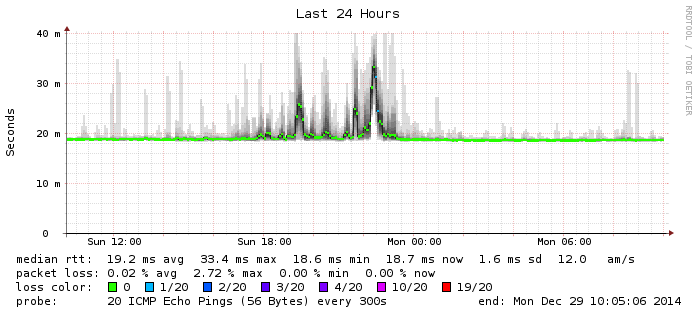 Last 24 Hours
RRDTOOL / TOBI OETIKER
Seconds
40 m
30 m
20 m
10 m
0
Sun 12:00 Sun 18:00 Mon 00:00 Mon 06:00
median rtt: 19.2 ms avg 33.4 ms max 18.6 ms min 18.7 ms now 1.6 ms sd 12.0 am/s
packet loss: 0.02 % avg 2.72 % max 0.00 % min 0.00 % now
loss color: 0 1/20 2/20 3/20 4/20 10/20 19/20
probe: 20 ICMP Echo Pings (56 Bytes) every 300s end: Mon Dec 29 10:05:06 2014